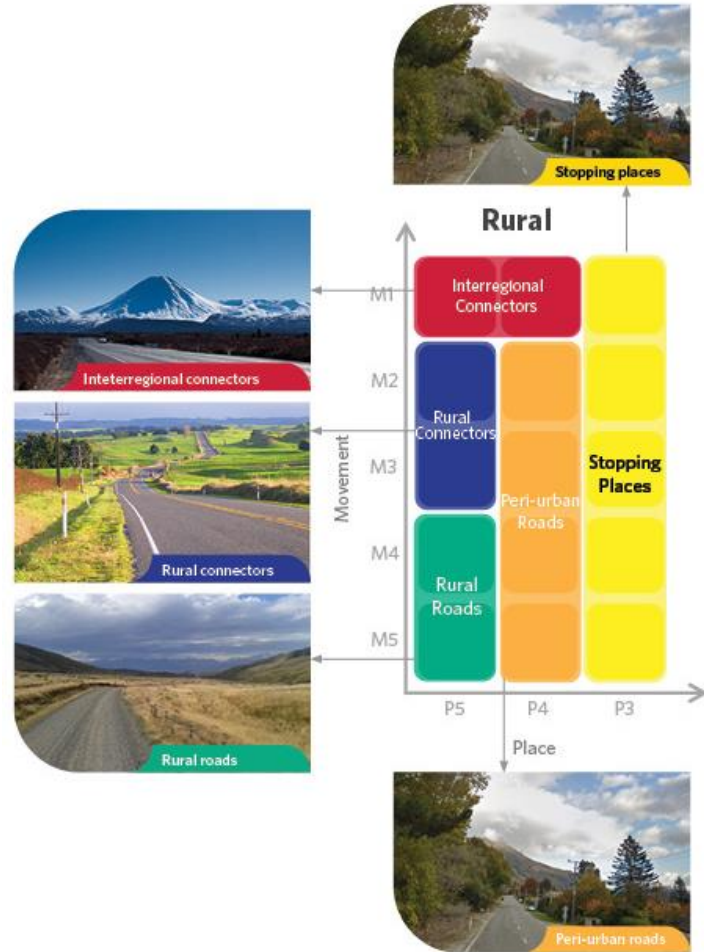 Stopping places
Rural
M1
Interregional
Connectors
Inteterregional connectors
M2
Rural
Connectors
Movement
M3
Stopping
Places
Peri-urban
Roads
Rural connectors
M4
Rural
Roads
M5
Rural roads
P5
P4
P3
Place
Peri-urban roads